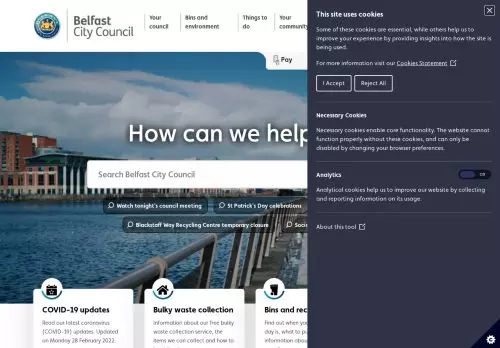 Belfast
City Council
Your
council
Bins and
environment
Things to
do
Your
community
Pay
How can we help
Search Belfast City Council
Watch tonight's council meeting
St Patrick's Day celebrations
Blackstaff Way Recycling Centre temporary closure
COVID-19 updates
Read our latest coronavirus
(COVID-19) updates. Updated
on Monday 28 February 2022.
Bulky waste collection
Information about our free bulky
waste collection service, the
items we can collect and how to
Bins and rec
Find out when yo
day is, what to pu
information about
This site uses cookies
Some of these cookies are essential, while others help us to
improve your experience by providing insights into how the site is
being used.
For more information visit our Cookies Statement
I Accept
Reject All
Necessary Cookies
Necessary cookies enable core functionality. The website cannot
function properly without these cookies, and can only be
disabled by changing your browser preferences.
Analytics
Off
Analytical cookies help us to improve our website by collecting
and reporting information on its usage.
About this tool